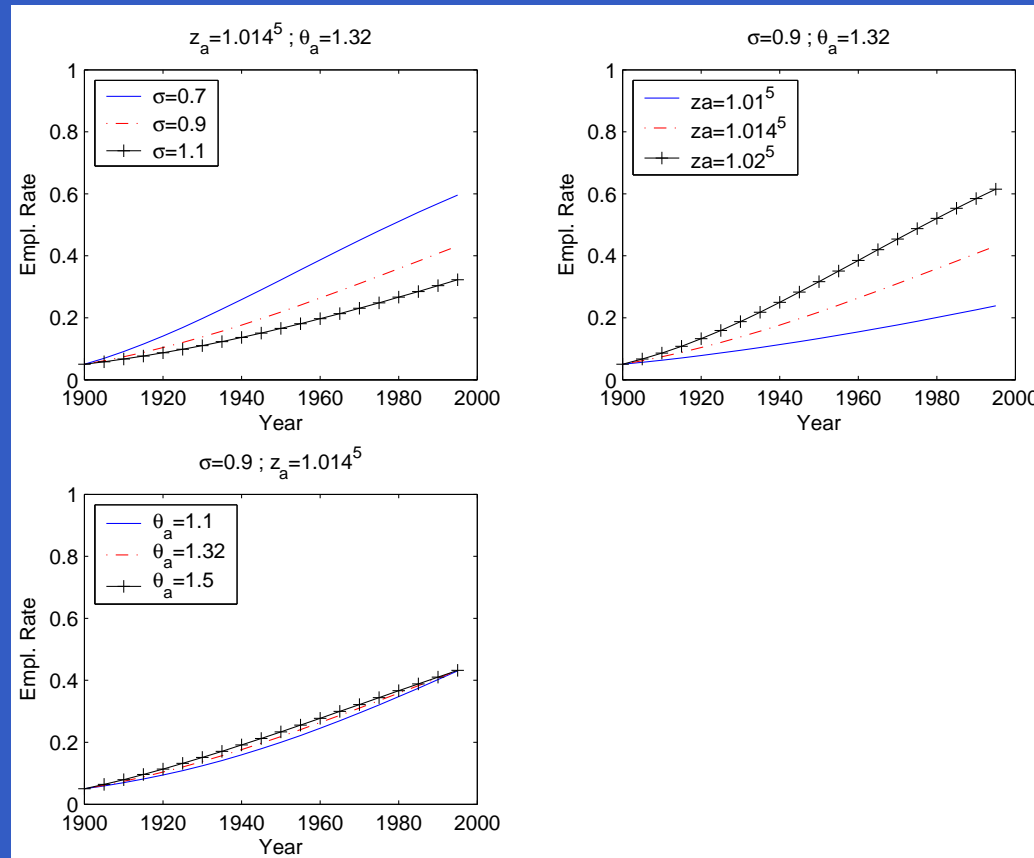 z_a=1.014^5 ; θ_a=1.32
1
0.8
0.6
0.4
0.2
0
Empl. Rate
σ=0.7
σ=0.9
σ=1.1
1900 1920 1940 1960 1980 2000
Year
σ=0.9 ; θ_a=1.32
1
0.8
0.6
0.4
0.2
0
Empl. Rate
za=1.01^5
za=1.014^5
za=1.02^5
1900 1920 1940 1960 1980 2000
Year
σ=0.9 ; z_a=1.014^5
1
0.8
0.6
0.4
0.2
0
Empl. Rate
θ_a=1.1
θ_a=1.32
θ_a=1.5
1900 1920 1940 1960 1980 2000
Year